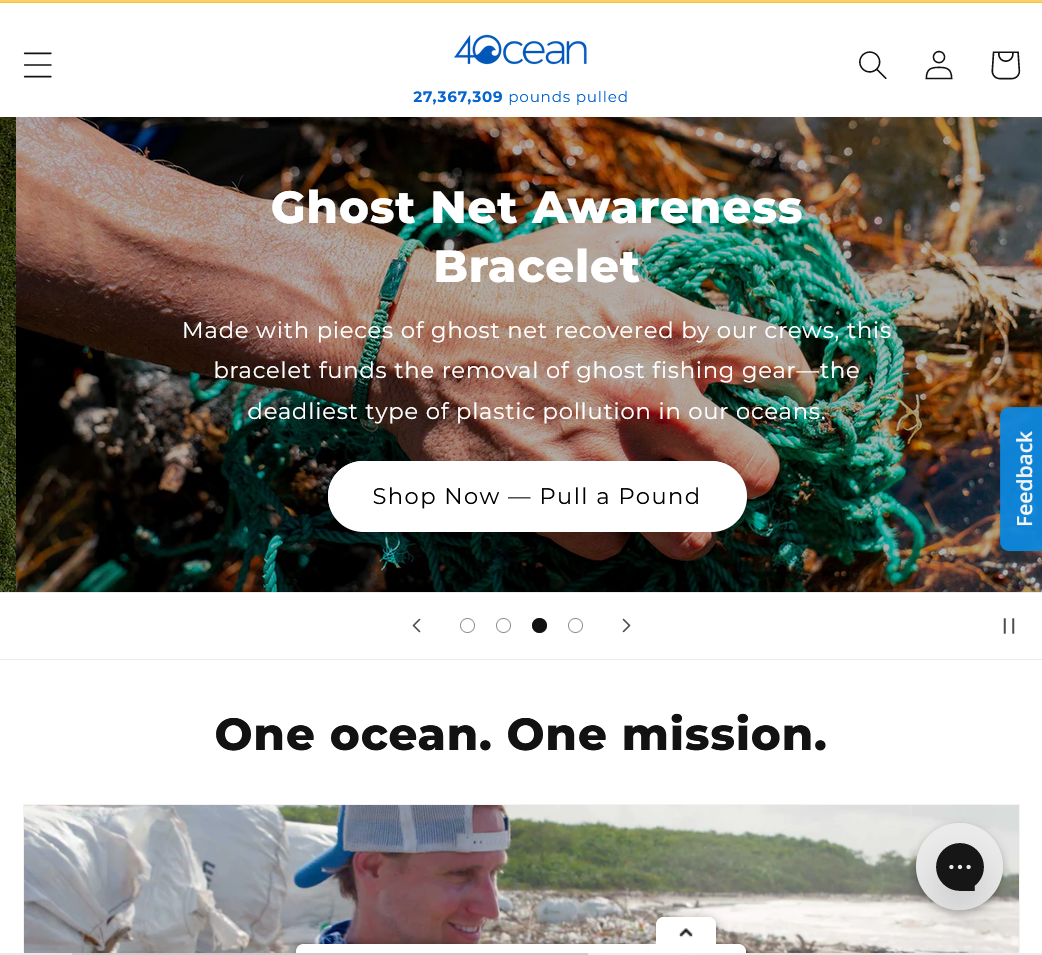 4Ocean
27,367,309 pounds pulled
Ghost Net Awareness
Bracelet
Made with pieces of ghost net recovered by our crews, this
bracelet funds the removal of ghost fishing gear—the
deadliest type of plastic pollution in our oceans.
Shop Now — Pull a Pound
Feedback
One ocean. One mission.